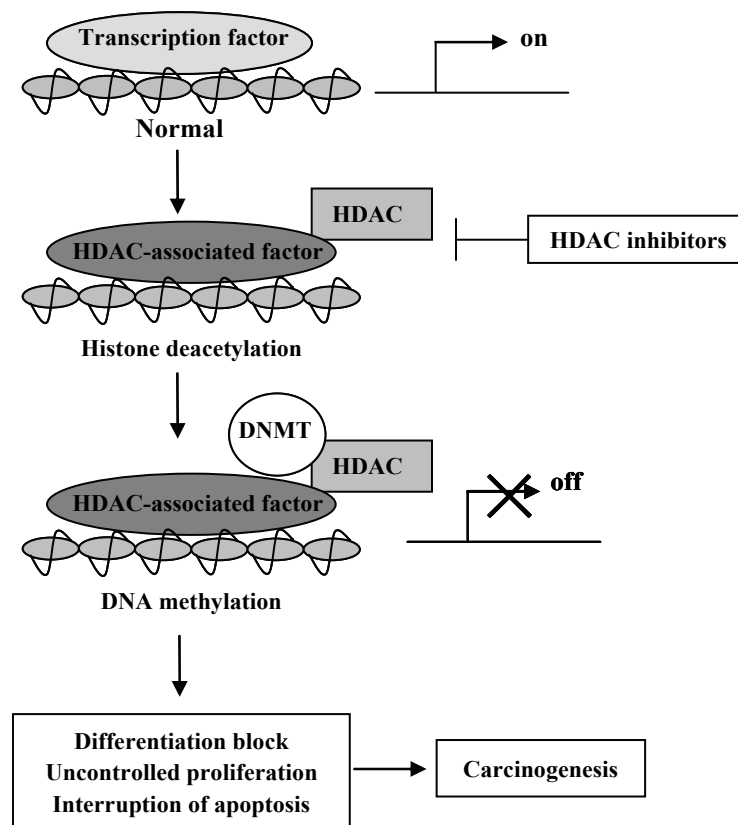 Transcription factor
on
Normal
HDAC
HDAC-associated factor
HDAC inhibitors
Histone deacetylation
DNMT
HDAC
HDAC-associated factor
off
DNA methylation
Differentiation block
Uncontrolled proliferation
Interruption of apoptosis
Carcinogenesis